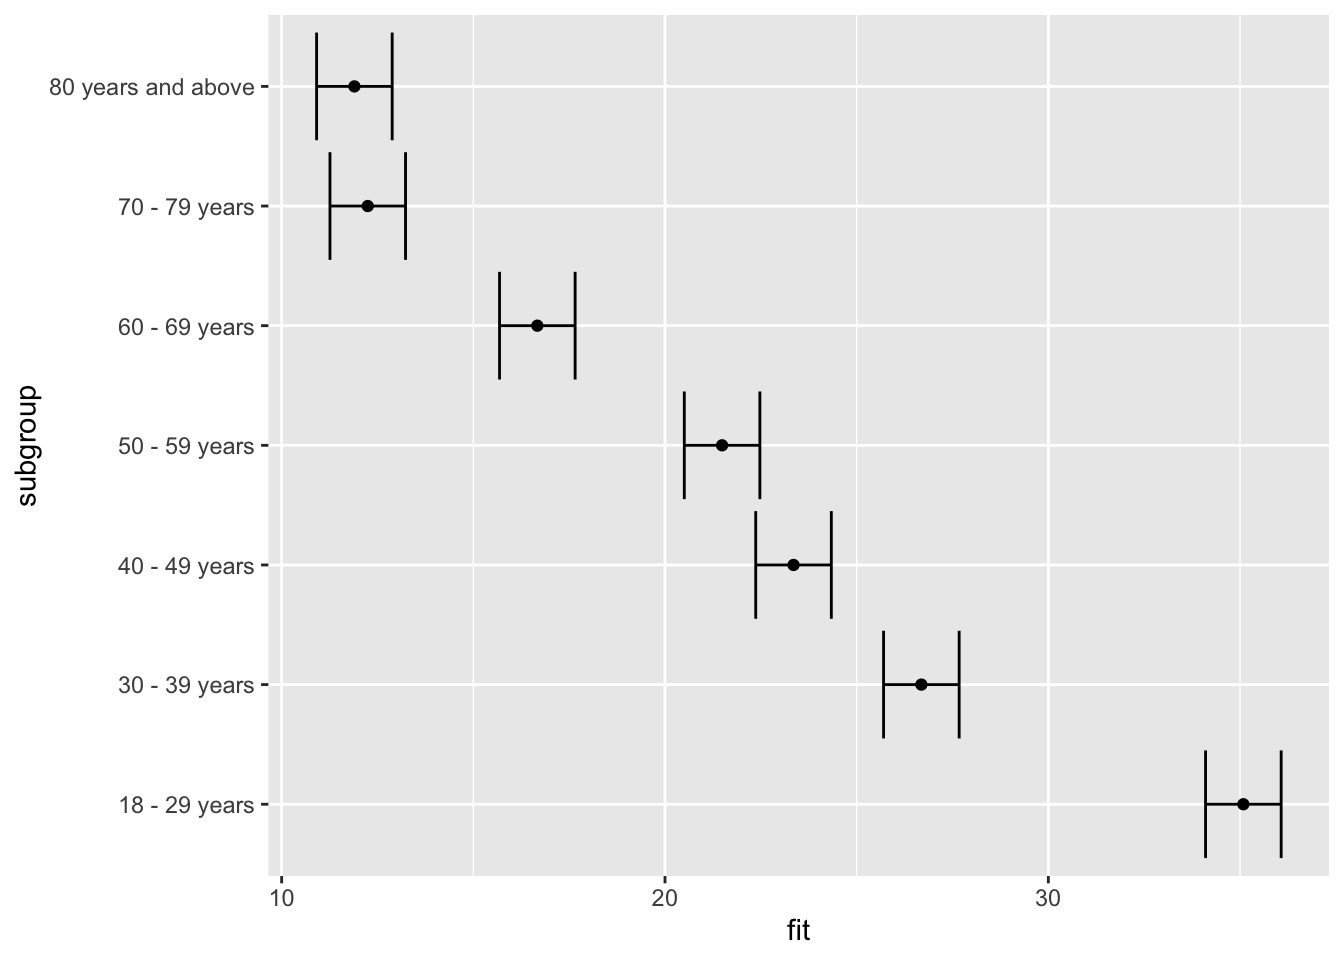 80 years and above
70 - 79 years
60 - 69 years
50 - 59 years
40 - 49 years
30 - 39 years
18 - 29 years
subgroup
10 20 30
fit